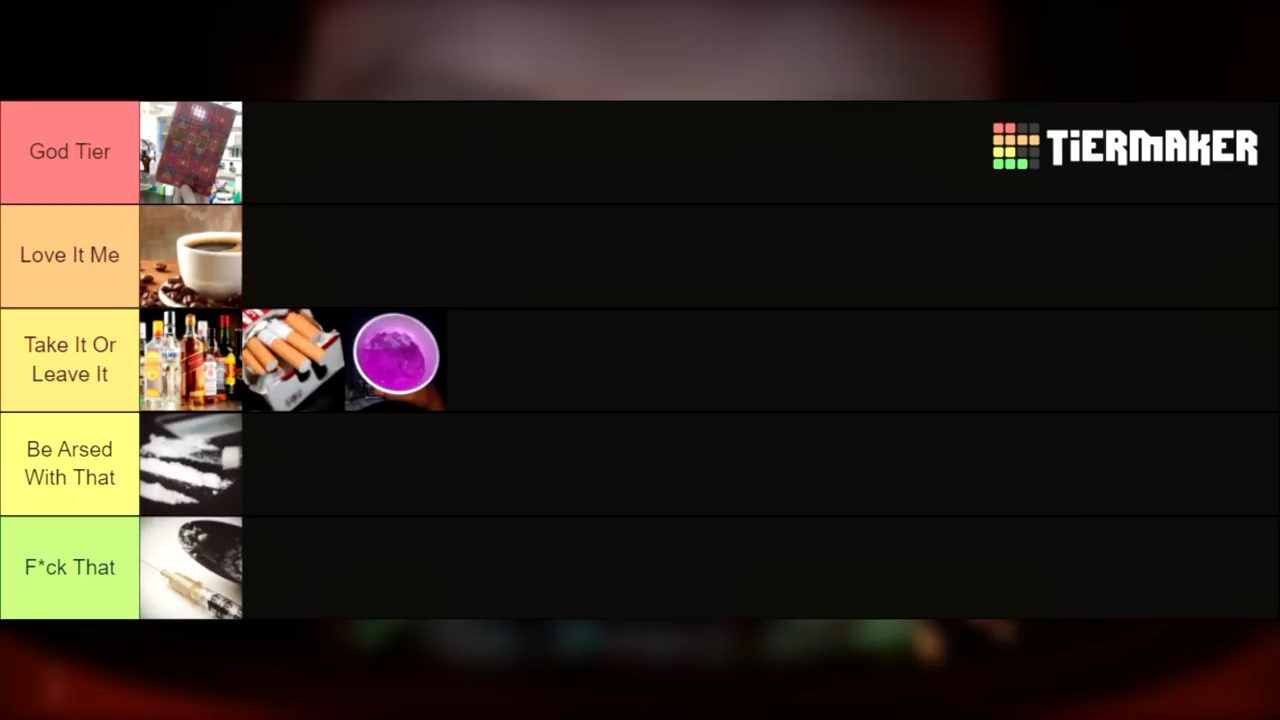 God Tier
TiERMAKER
Love It Me
Take It Or
Leave It
Be Arsed
With That
F*ck That